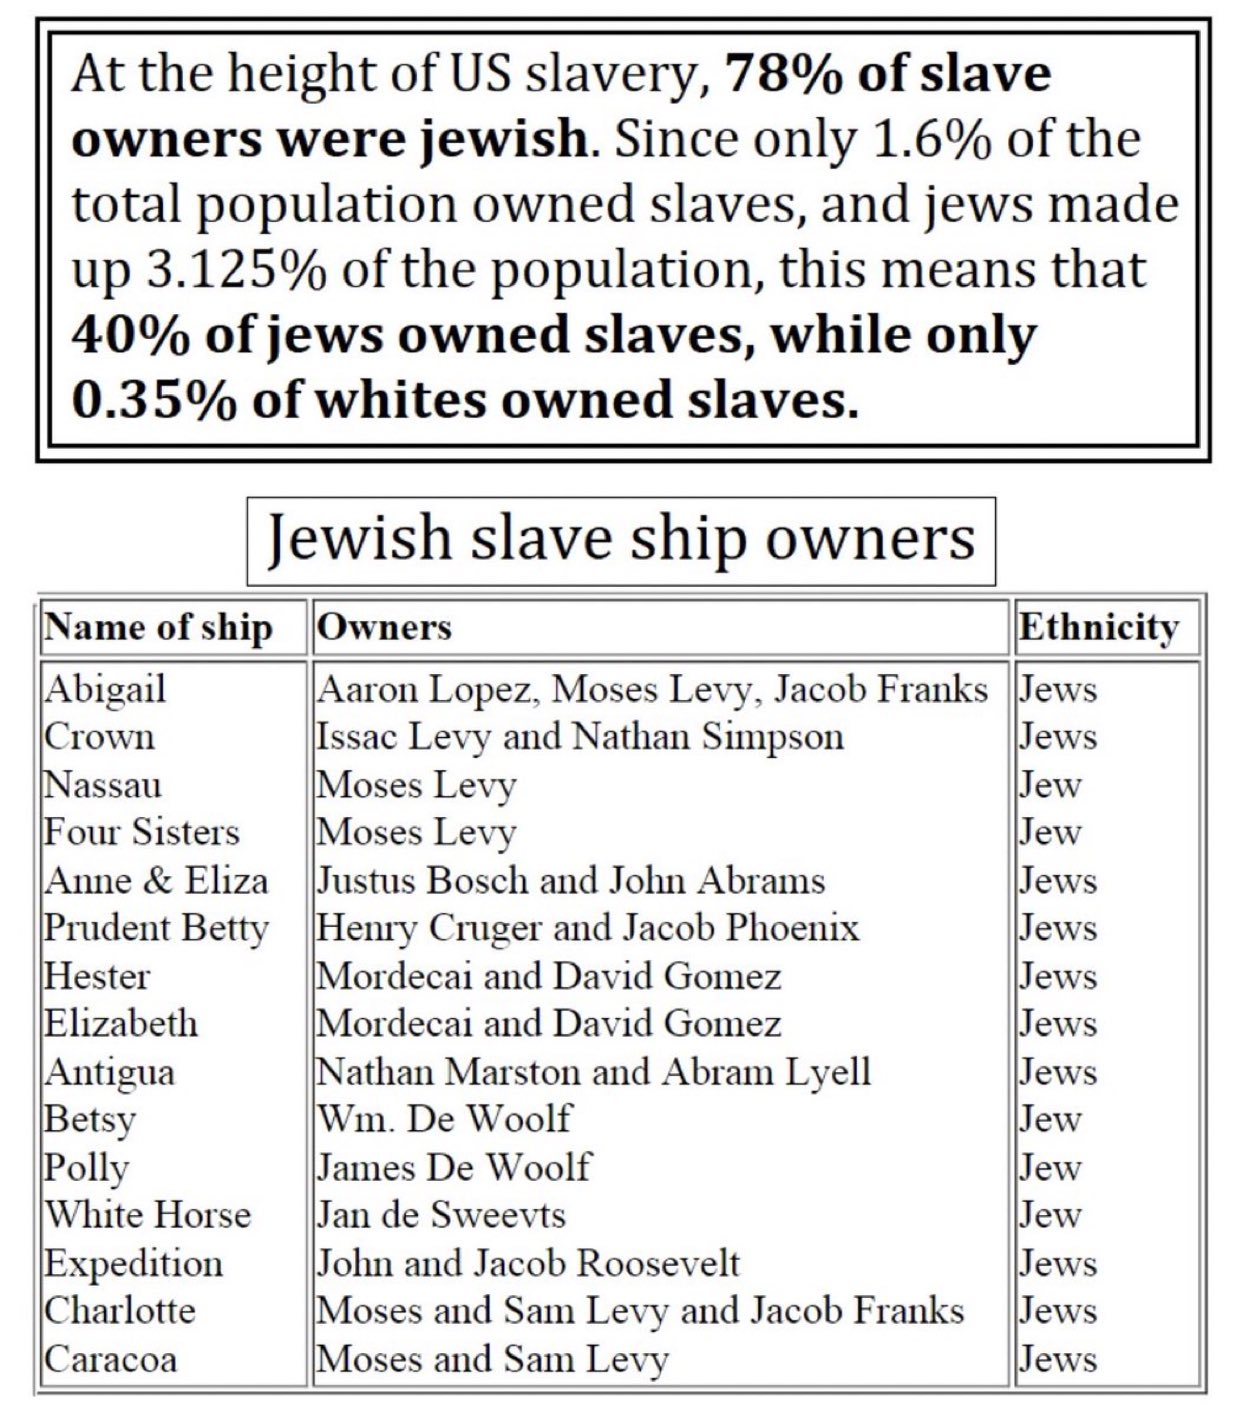 At the height of US slavery, 78% of slave
owners were jewish. Since only 1.6% of the
total population owned slaves, and jews made
up 3.125% of the population, this means that
40% of jews owned slaves, while only
0.35% of whites owned slaves.
Jewish slave ship owners
Name of ship Owners Ethnicity
Abigail Aaron Lopez, Moses Levy, Jacob Franks Jews
Crown Issac Levy and Nathan Simpson Jews
Nassau Moses Levy Jew
Four Sisters Moses Levy Jew
Anne & Eliza Justus Bosch and John Abrams Jews
Prudent Betty Henry Cruger and Jacob Phoenix Jews
Hester Mordecai and David Gomez Jews
Elizabeth Mordecai and David Gomez Jews
Antigua Nathan Marston and Abram Lyell Jews
Betsy Wm. De Woolf Jew
Polly James De Woolf Jew
White Horse Jan de Sweevts Jew
Expedition John and Jacob Roosevelt Jews
Charlotte Moses and Sam Levy and Jacob Franks Jews
Caracoa Moses and Sam Levy Jews